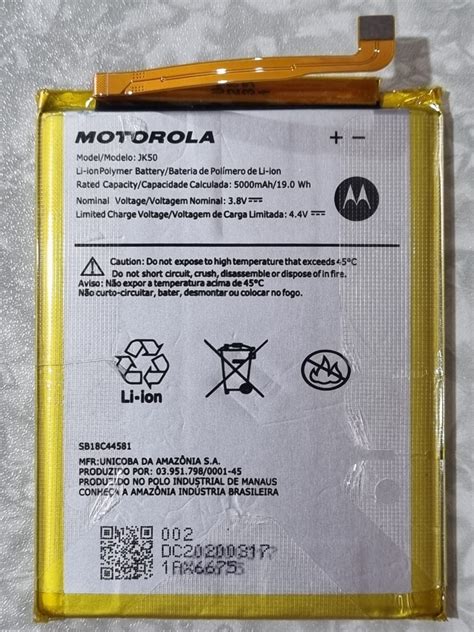 MOTOROLA + −
Model/Modelo: JK50
Li-ionPolymer Battery/Bateria de Polímero de Li-ion
Rated Capacity/Capacidade Calculada: 5000mAh/19.0 Wh
Nominal Voltage/Voltagem Nominal: 3.8V⎓
Limited Charge Voltage/Voltagem de Carga Limitada: 4.4V⎓
Caution: Do not expose to high temperature that exceeds 45°C
Do not short circuit, crush, disassemble or dispose of in fire.
Aviso: Não expor a temperatura acima de 45°C
Não curto-circuitar, bater, desmontar ou colocar no fogo.
Li-ion
SB18C44581
MFR:UNICOBA DA AMAZÔNIA S.A.
PRODUZIDO POR: 03.951.798/0001-45
PRODUZIDO NO POLO INDUSTRIAL DE MANAUS
CONHEÇA A AMAZÔNIA INDÚSTRIA BRASILEIRA
002
DC20200317
1AX6675